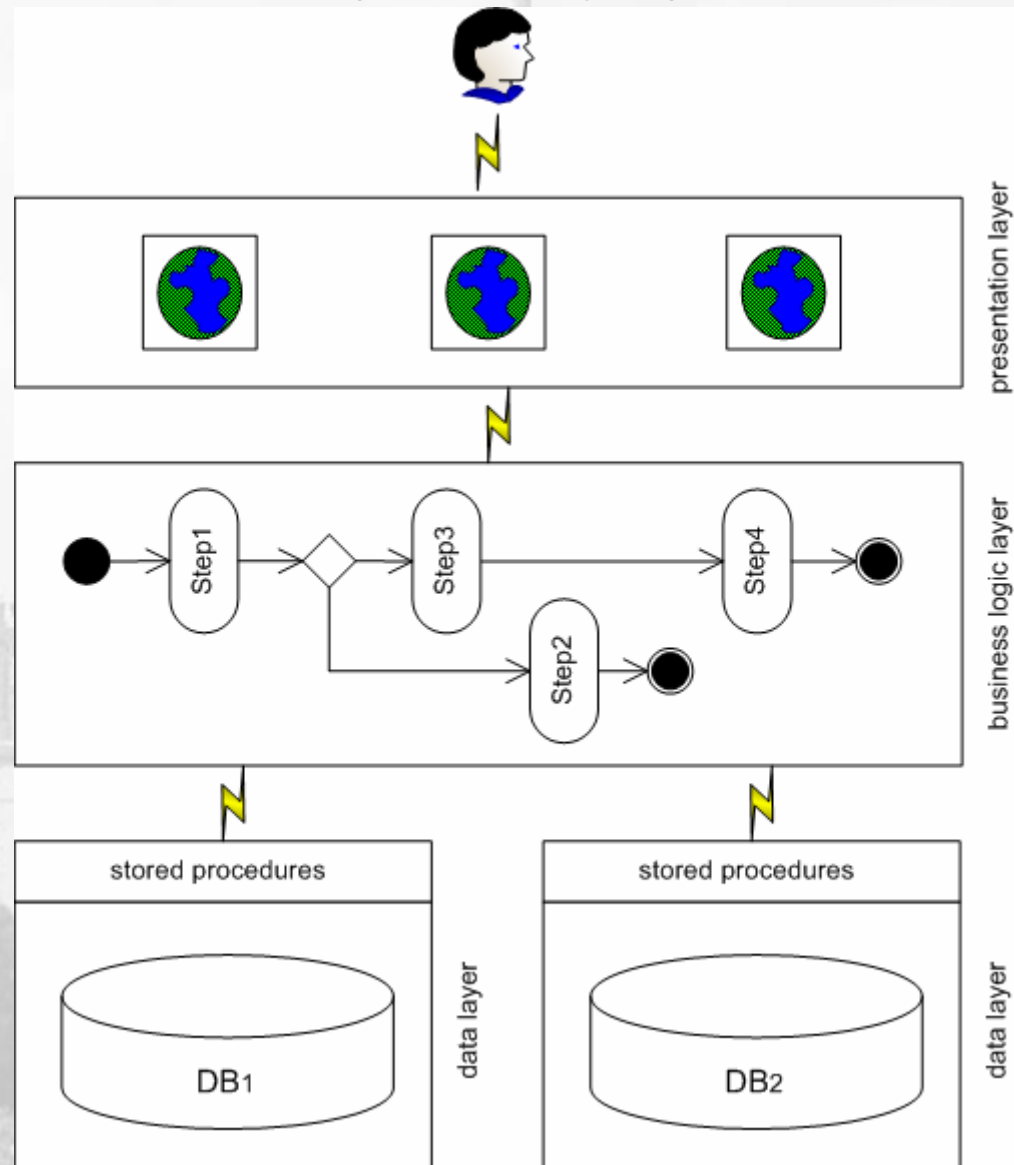 presentation layer
Step1
Step3
Step4
Step2
business logic layer
stored procedures
stored procedures
DB1
data layer
DB2
data layer